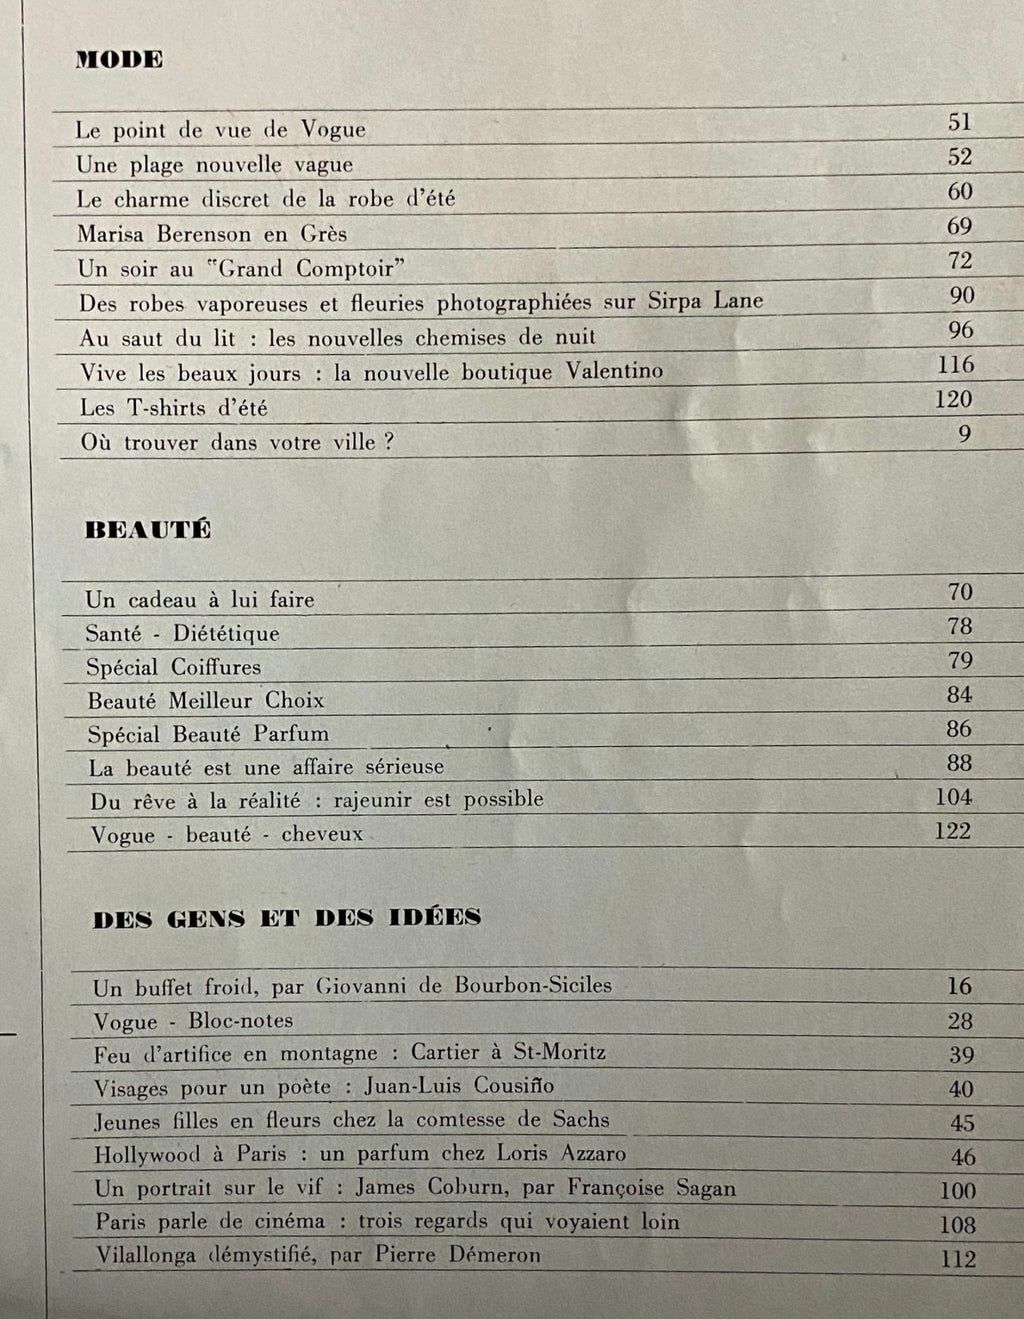 MODE
Le point de vue de Vogue 51
Une plage nouvelle vague 52
Le charme discret de la robe d'été 60
Marisa Berenson en Grès 69
Un soir au "Grand Comptoir" 72
Des robes vaporeuses et fleuries photographiées sur Sirpa Lane 90
Au saut du lit : les nouvelles chemises de nuit 96
Vive les beaux jours : la nouvelle boutique Valentino 116
Les T-shirts d'été 120
Où trouver dans votre ville ? 9
BEAUTÉ
Un cadeau à lui faire 70
Santé - Diététique 78
Spécial Coiffures 79
Beauté Meilleur Choix 84
Spécial Beauté Parfum 86
La beauté est une affaire sérieuse 88
Du rêve à la réalité : rajeunir est possible 104
Vogue - beauté - cheveux 122
DES GENS ET DES IDÉES
Un buffet froid, par Giovanni de Bourbon-Siciles 16
Vogue - Bloc-notes 28
Feu d'artifice en montagne : Cartier à St-Moritz 39
Visages pour un poète : Juan-Luis Cousiño 40
Jeunes filles en fleurs chez la comtesse de Sachs 45
Hollywood à Paris : un parfum chez Loris Azzaro 46
Un portrait sur le vif : James Coburn, par Françoise Sagan 100
Paris parle de cinéma : trois regards qui voyaient loin 108
Vilallonga démystifié, par Pierre Démeron 112